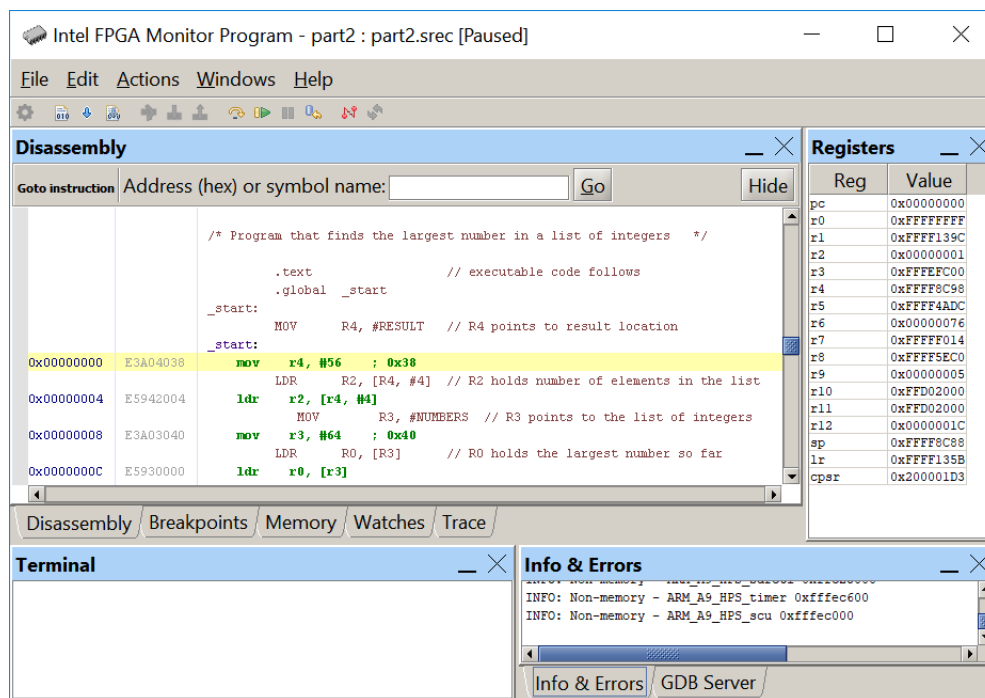 Intel FPGA Monitor Program - part2 : part2.srec [Paused]
File Edit Actions Windows Help
Disassembly
Goto instruction Address (hex) or symbol name: Go Hide
/* Program that finds the largest number in a list of integers */
.text // executable code follows
.global _start
_start:
MOV R4, #RESULT // R4 points to result location
_start:
0x00000000 E3A04038 mov r4, #56 ; 0x38
LDR R2, [R4, #4] // R2 holds number of elements in the list
0x00000004 E5942004 ldr r2, [r4, #4]
MOV R3, #NUMBERS // R3 points to the list of integers
0x00000008 E3A03040 mov r3, #64 ; 0x40
LDR R0, [R3] // R0 holds the largest number so far
0x0000000C E5930000 ldr r0, [r3]
Disassembly Breakpoints Memory Watches Trace
Registers
Reg Value
pc 0x00000000
r0 0xFFFFFFFF
r1 0xFFFF139C
r2 0x00000001
r3 0xFFFEFC00
r4 0xFFFF8C98
r5 0xFFFF4ADC
r6 0x00000076
r7 0xFFFFF014
r8 0xFFFF5EC0
r9 0x00000005
r10 0xFFD02000
r11 0xFFD02000
r12 0x0000001C
sp 0xFFFF8C88
lr 0xFFFF135B
cpsr 0x200001D3
Terminal
Info & Errors
INFO: Non-memory - ARM_A9_HPS_timer 0xfffec600
INFO: Non-memory - ARM_A9_HPS_scu 0xfffec000
Info & Errors GDB Server